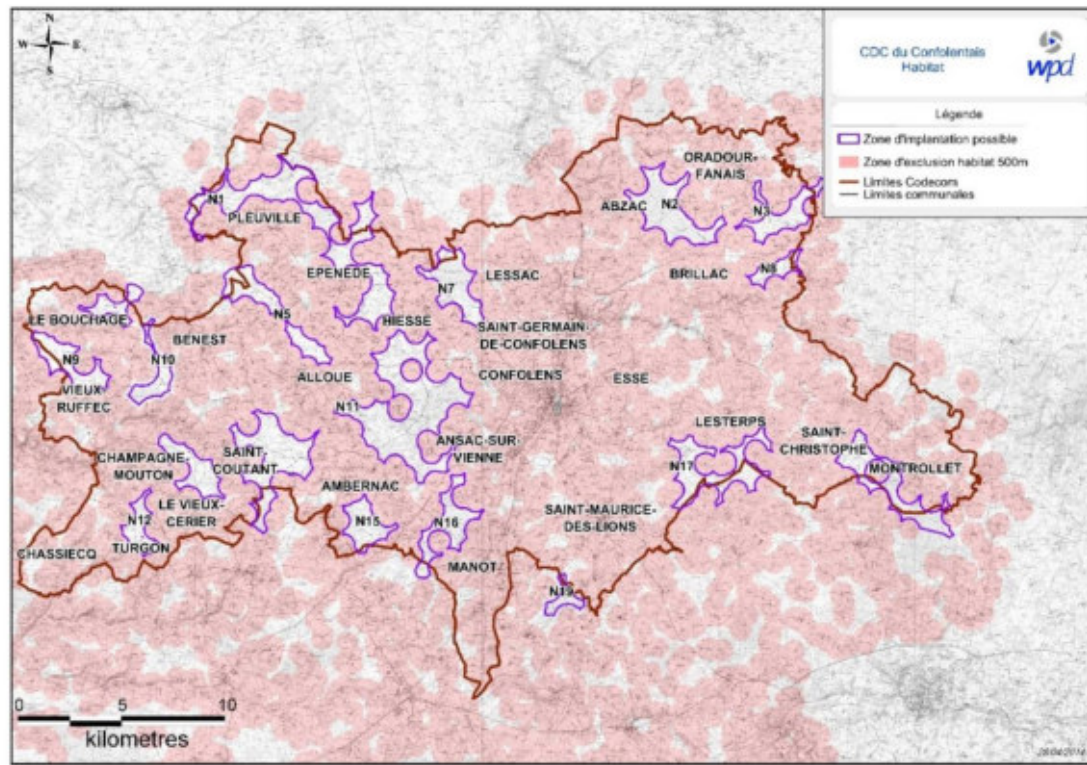 N
W E
S
CDC du Confolentais
Habitat
wpd
Légende
Zone d'implantation possible
Zone d'exclusion habitat 500m
Limites Codecom
Limites communales
ORADOUR-
FANAIS
N1
ABZAC
N2
N3
PLEUVILLE
EPENEDE
LESSAC
BRILLAC
N8
N7
LE BOUCHAGE
N5
HIESSE
BENEST
SAINT-GERMAIN-
DE-CONFOLENS
N9
N10
ALLOUE
CONFOLENS
ESSE
VIEUX-
RUFFEC
N11
LESTERPS
SAINT-
CHRISTOPHE
ANSAC-SUR-
VIENNE
CHAMPAGNE-
MOUTON
SAINT-
COUTANT
N17
MONTROLLET
AMBERNAC
LE VIEUX-
CERIER
SAINT-MAURICE-
DES-LIONS
N12
N15
N16
TURGON
CHASSIECQ
MANOT
N19
0 5 10
kilometres